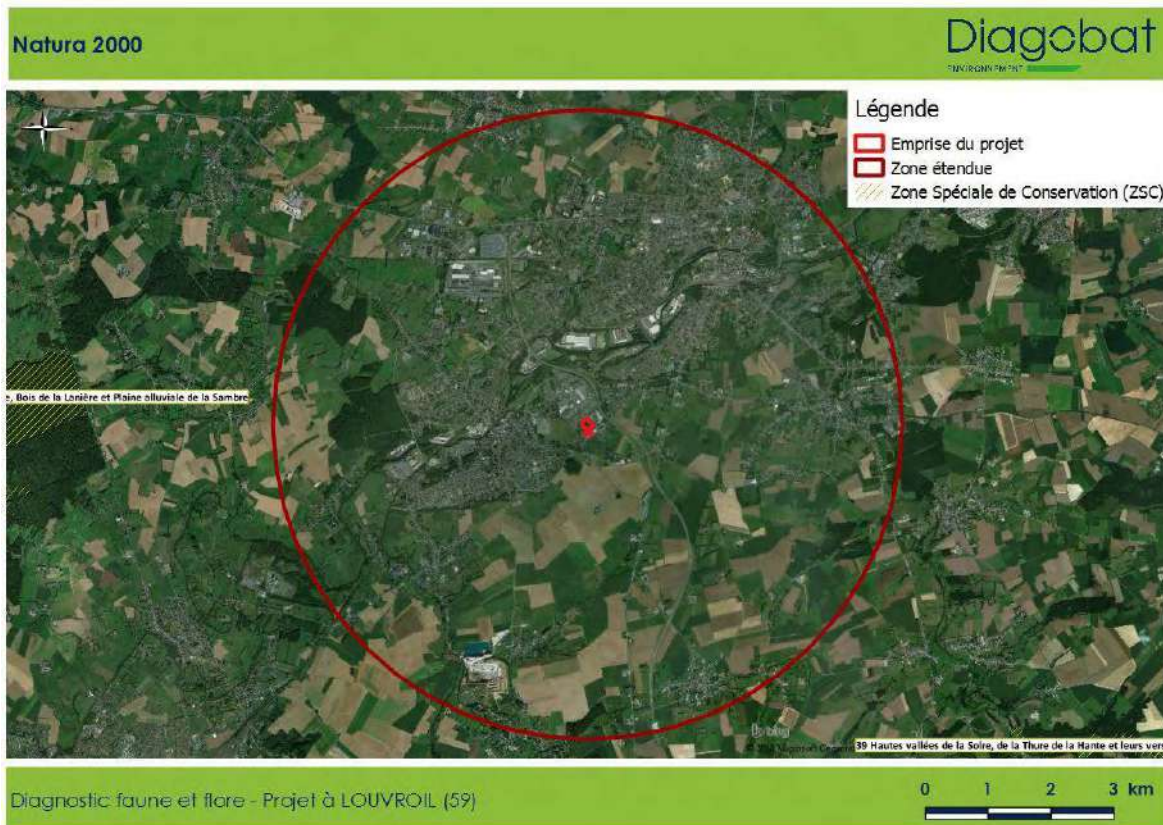 Natura 2000
Diagobat
ENVIRONNEMENT
Légende
Emprise du projet
Zone étendue
Zone Spéciale de Conservation (ZSC)
e, Bois de la Lanière et Plaine alluviale de la Sambre
bing
39 Hautes vallées de la Solre, de la Thure de la Hante et leurs vers
Diagnostic faune et flore - Projet à LOUVROIL (59)
0 1 2 3 km